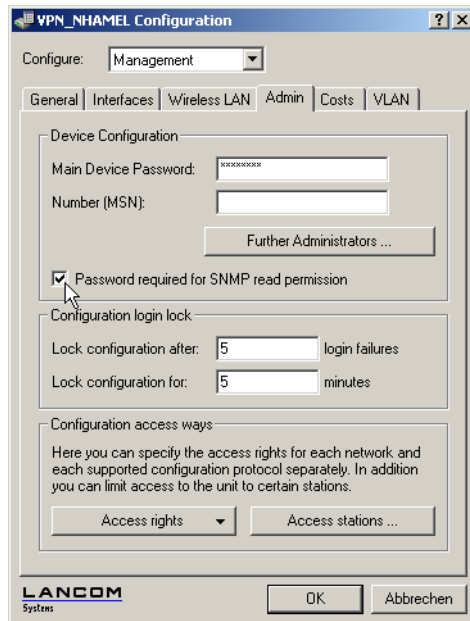 VPN_NHAMEL Configuration
Configure: Management
General Interfaces Wireless LAN Admin Costs VLAN
Device Configuration
Main Device Password: ××××××××
Number (MSN):
Further Administrators ...
Password required for SNMP read permission
Configuration login lock
Lock configuration after: 5 login failures
Lock configuration for: 5 minutes
Configuration access ways
Here you can specify the access rights for each network and
each supported configuration protocol separately. In addition
you can limit access to the unit to certain stations.
Access rights Access stations ...
LANCOM
Systems
OK Abbrechen